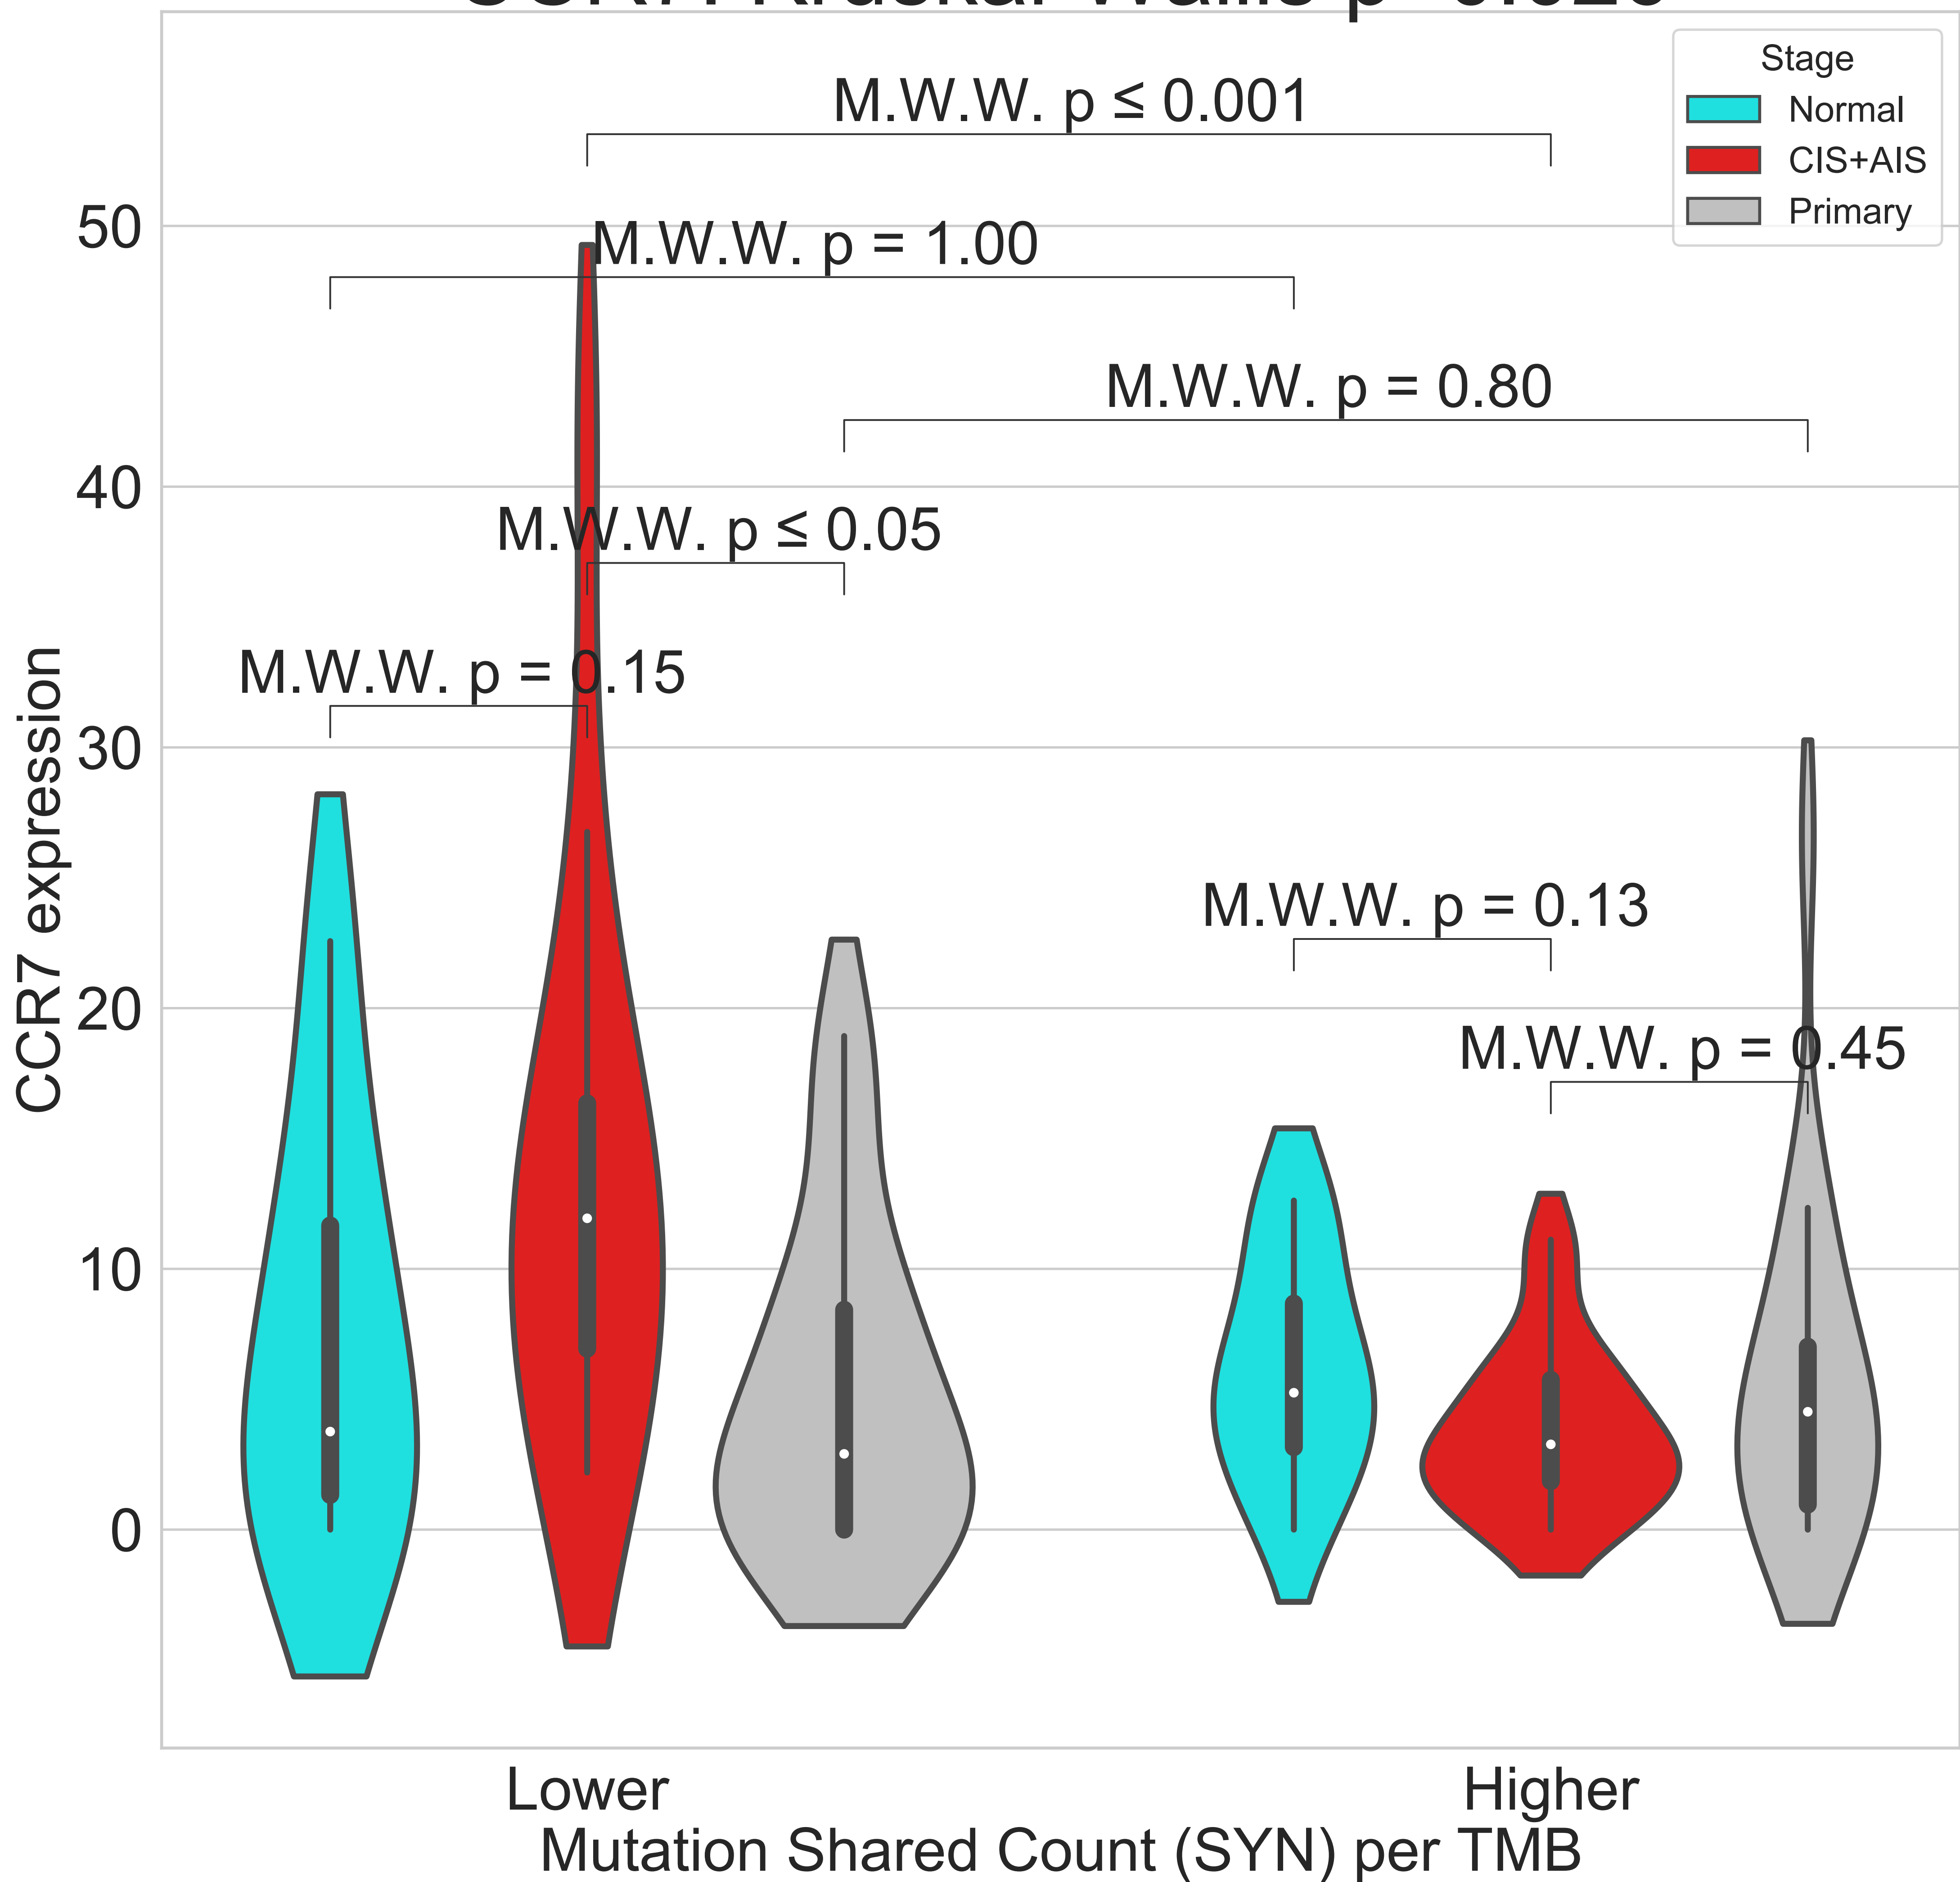 Stage
Normal
CIS+AIS
Primary
M.W.W. p ≤ 0.001
M.W.W. p = 1.00
M.W.W. p = 0.80
M.W.W. p ≤ 0.05
M.W.W. p = 0.15
M.W.W. p = 0.13
M.W.W. p = 0.45
CCR7 expression
50
40
30
20
10
0
Lower
Higher
Mutation Shared Count (SYN) per TMB